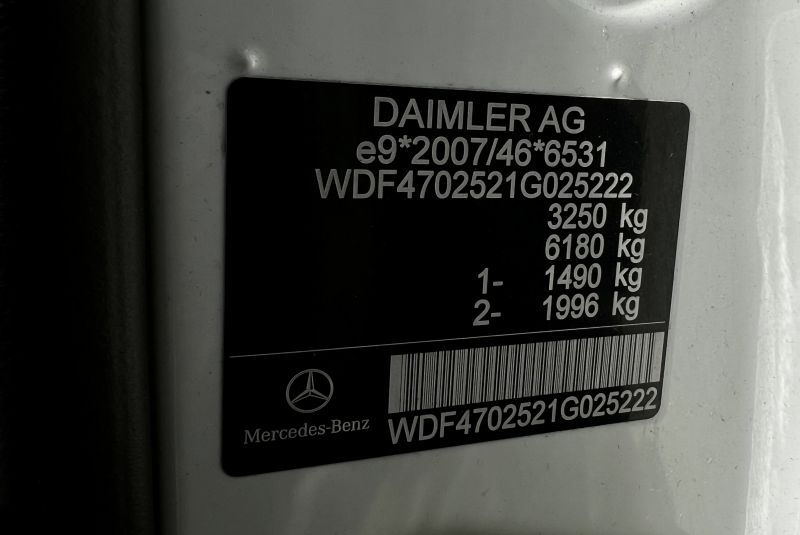 DAIMLER AG
e9*2007/46*6531
WDF4702521G025222
3250 kg
6180 kg
1- 1490 kg
2- 1996 kg
Mercedes-Benz
WDF4702521G025222